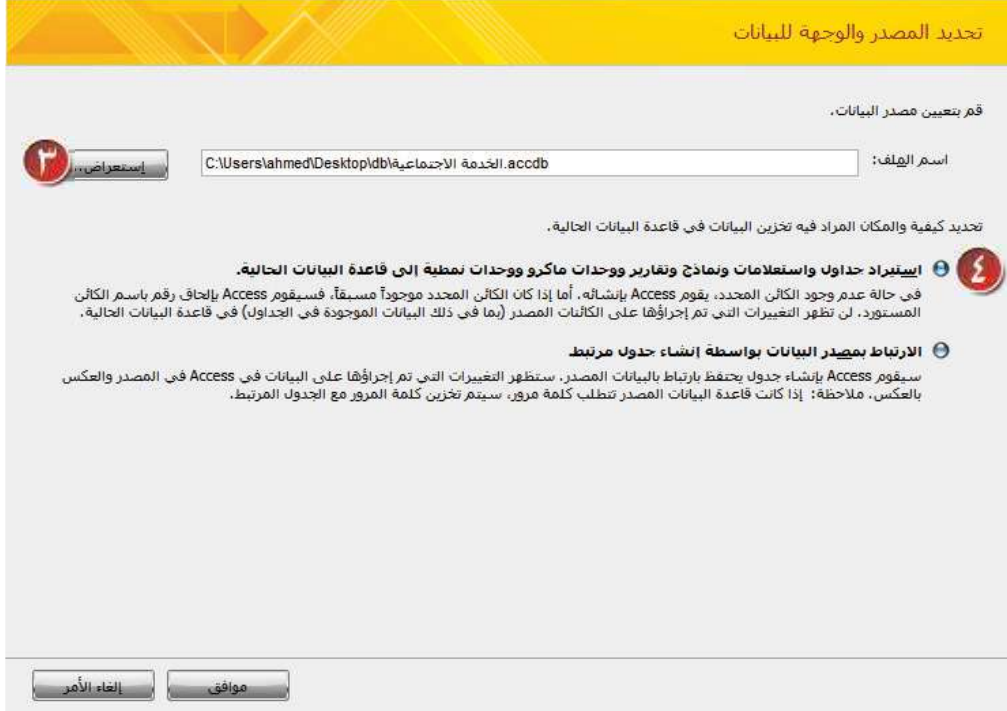 تحديد المصدر والوجهة للبيانات
قم بتعيين مصدر البيانات.
اسم الملف:
C:\Users\ahmed\Desktop\db\الخدمة الاجتماعية.accdb
إستعراض...
٣
تحديد كيفية والمكان المراد فيه تخزين البيانات في قاعدة البيانات الحالية.
٤
استيراد جداول واستعلامات ونماذج وتقارير ووحدات ماكرو ووحدات نمطية إلى قاعدة البيانات الحالية.
في حالة عدم وجود الكائن المحدد، يقوم Access بإنشائه. أما إذا كان الكائن المحدد موجوداً مسبقاً، فسيقوم Access بإلحاق رقم باسم الكائن
المستورد. لن تظهر التغييرات التي تم إجراؤها على الكائنات المصدر (بما في ذلك البيانات الموجودة في الجداول) في قاعدة البيانات الحالية.
الارتباط بمصدر البيانات بواسطة إنشاء جدول مرتبط
سيقوم Access بإنشاء جدول يحتفظ بارتباط بالبيانات المصدر. ستظهر التغييرات التي تم إجراؤها على البيانات في Access في المصدر والعكس
بالعكس. ملاحظة: إذا كانت قاعدة البيانات المصدر تتطلب كلمة مرور، سيتم تخزين كلمة المرور مع الجدول المرتبط.
موافق
إلغاء الأمر